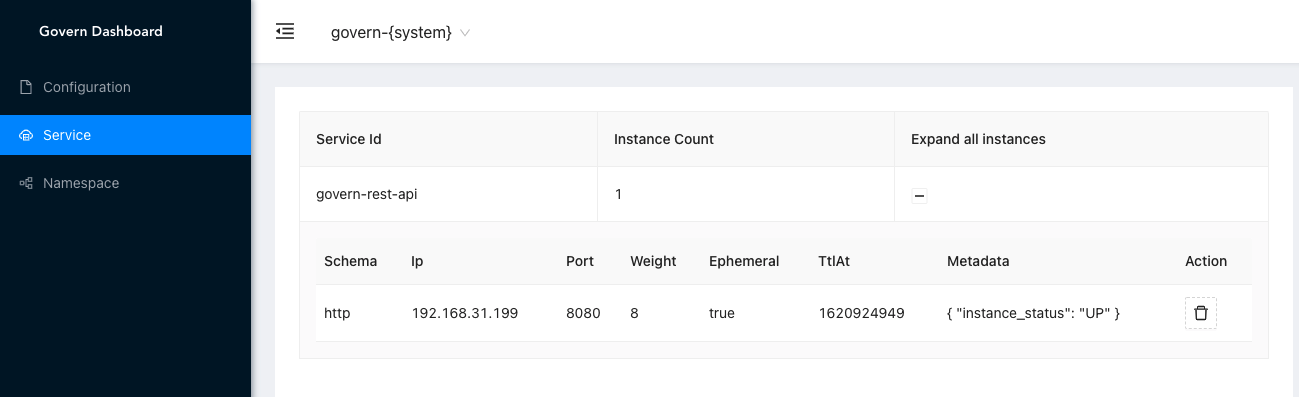 Govern Dashboard
govern-{system}
Configuration
Service
Namespace
Service Id Instance Count Expand all instances
govern-rest-api 1
Schema Ip Port Weight Ephemeral TtlAt Metadata Action
http 192.168.31.199 8080 8 true 1620924949 { "instance_status": "UP" }